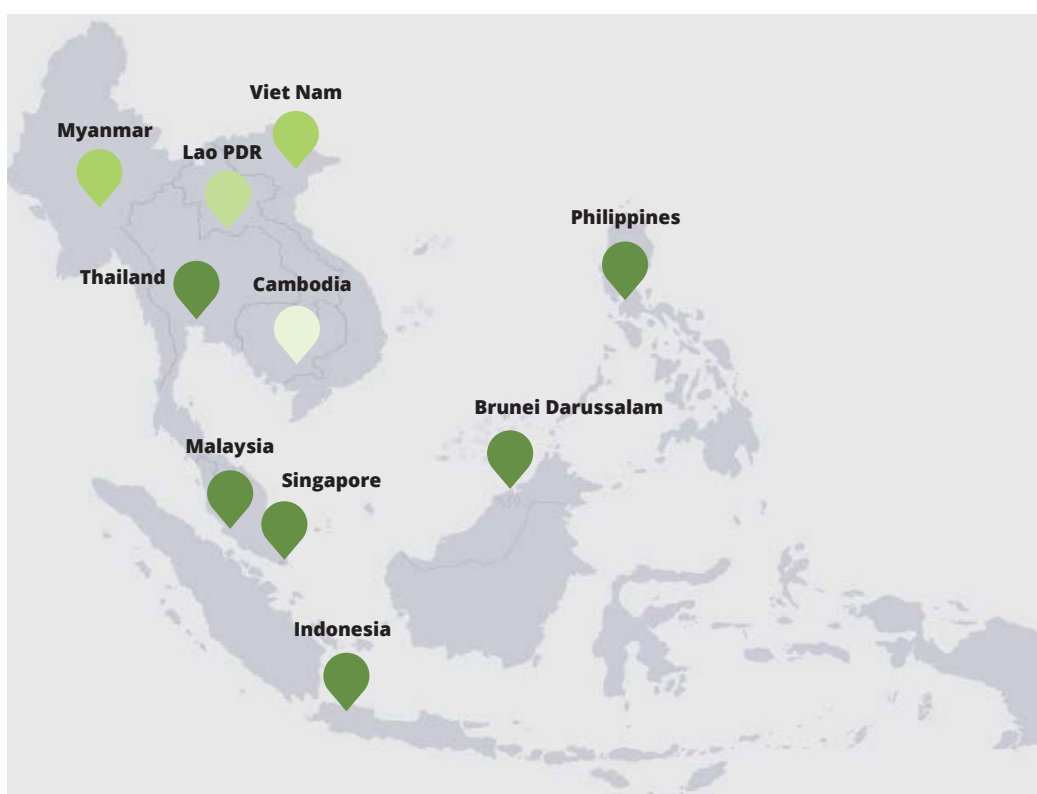 Viet Nam
Myanmar
Lao PDR
Philippines
Thailand
Cambodia
Brunei Darussalam
Malaysia
Singapore
Indonesia